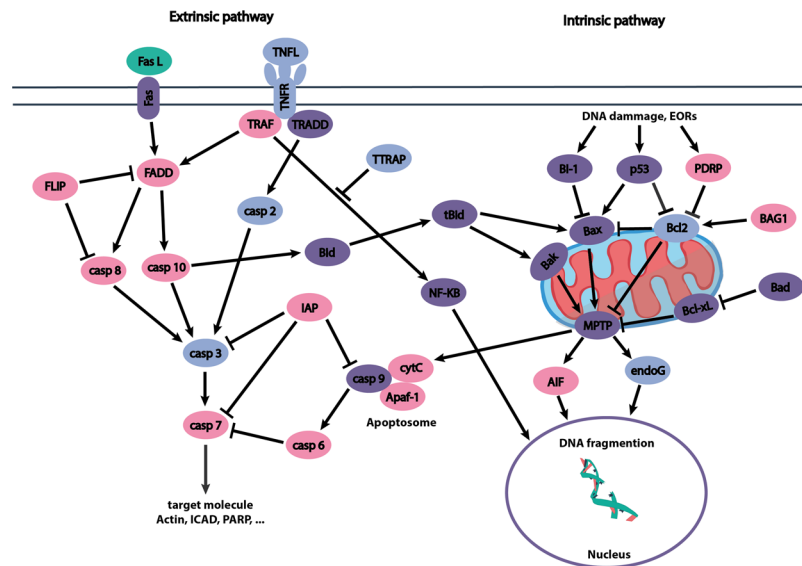 Extrinsic pathway
Intrinsic pathway
Fas L
TNFL
Fas
TNFR
TRAF
TRADD
DNA dammage, EORs
FLIP
FADD
TTRAP
BI-1
p53
PDRP
casp 2
tBId
Bax
Bcl2
BAG1
casp 8
casp 10
BId
Bak
NF-KB
Bcl-xL
Bad
IAP
MPTP
casp 3
casp 9
cytC
Apaf-1
AIF
endoG
Apoptosome
casp 7
casp 6
DNA fragmention
target molecule
Actin, ICAD, PARP, ...
Nucleus